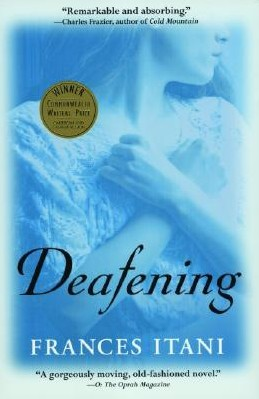 "Remarkable and absorbing."
—Charles Frazier, author of Cold Mountain
WINNER
COMMONWEALTH
WRITERS PRIZE
Deafening
FRANCES ITANI
"A gorgeously moving, old-fashioned novel."
—O: The Oprah Magazine